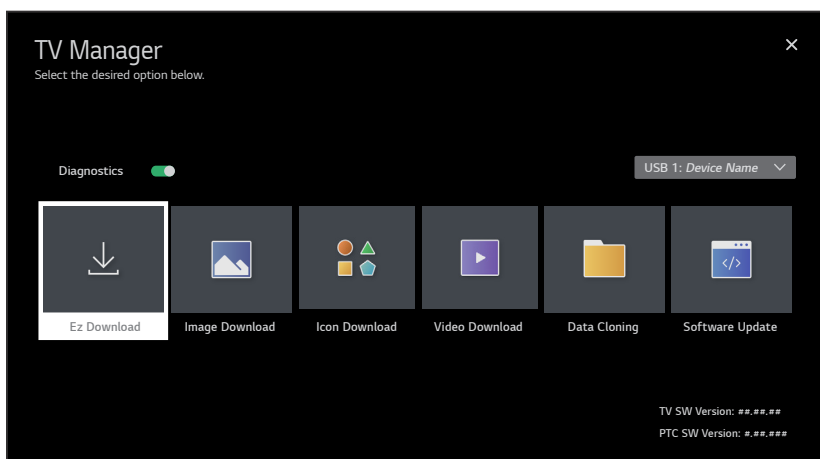 TV Manager
Select the desired option below.
Diagnostics
USB 1: Device Name
</>
Ez Download
Image Download
Icon Download
Video Download
Data Cloning
Software Update
TV SW Version: ##.##.##
PTC SW Version: #.##.###